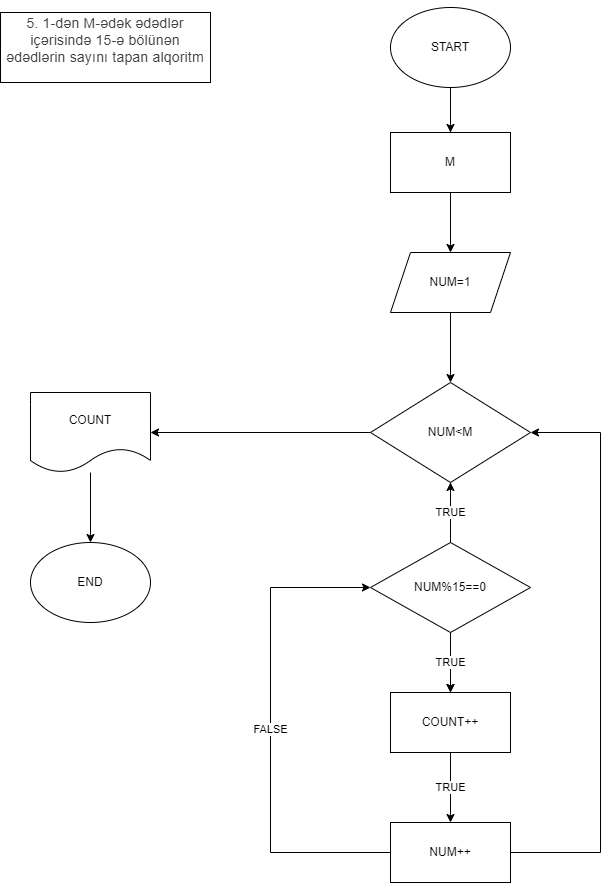 5. 1-dən M-ədək ədədlər
içərisində 15-ə bölünən
ədədlərin sayını tapan alqoritm
START
M
NUM=1
NUM<M
COUNT
TRUE
END
NUM%15==0
TRUE
COUNT++
FALSE
TRUE
NUM++